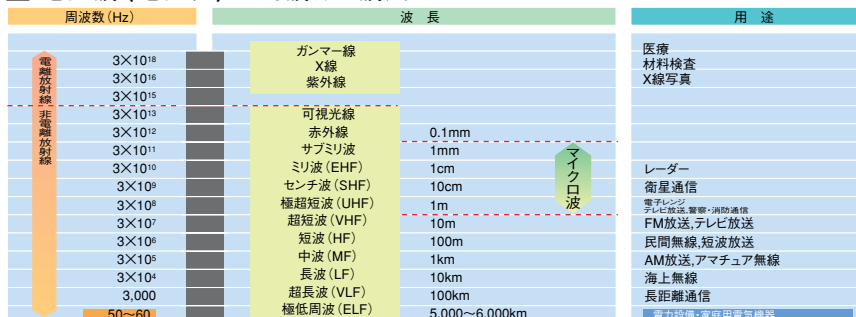 周波数(Hz)
波 長
用 途
電離放射線
非電離放射線
ガンマー線
X線
紫外線
医療
材料検査
X線写真
3×10¹⁸
3×10¹⁶
3×10¹⁵
3×10¹³ 可視光線
3×10¹² 赤外線 0.1mm
3×10¹¹ サブミリ波 1mm
マイクロ波
3×10¹⁰ ミリ波(EHF) 1cm レーダー
3×10⁹ センチ波(SHF) 10cm 衛星通信
3×10⁸ 極超短波(UHF) 1m 電子レンジ
テレビ放送,警察・消防通信
3×10⁷ 超短波(VHF) 10m FM放送,テレビ放送
3×10⁶ 短波(HF) 100m 民間無線,短波放送
3×10⁵ 中波(MF) 1km AM放送,アマチュア無線
3×10⁴ 長波(LF) 10km 海上無線
3,000 超長波(VLF) 100km 長距離通信
50〜60 極低周波(ELF) 5,000〜6,000km 電力設備・家庭用電気機器